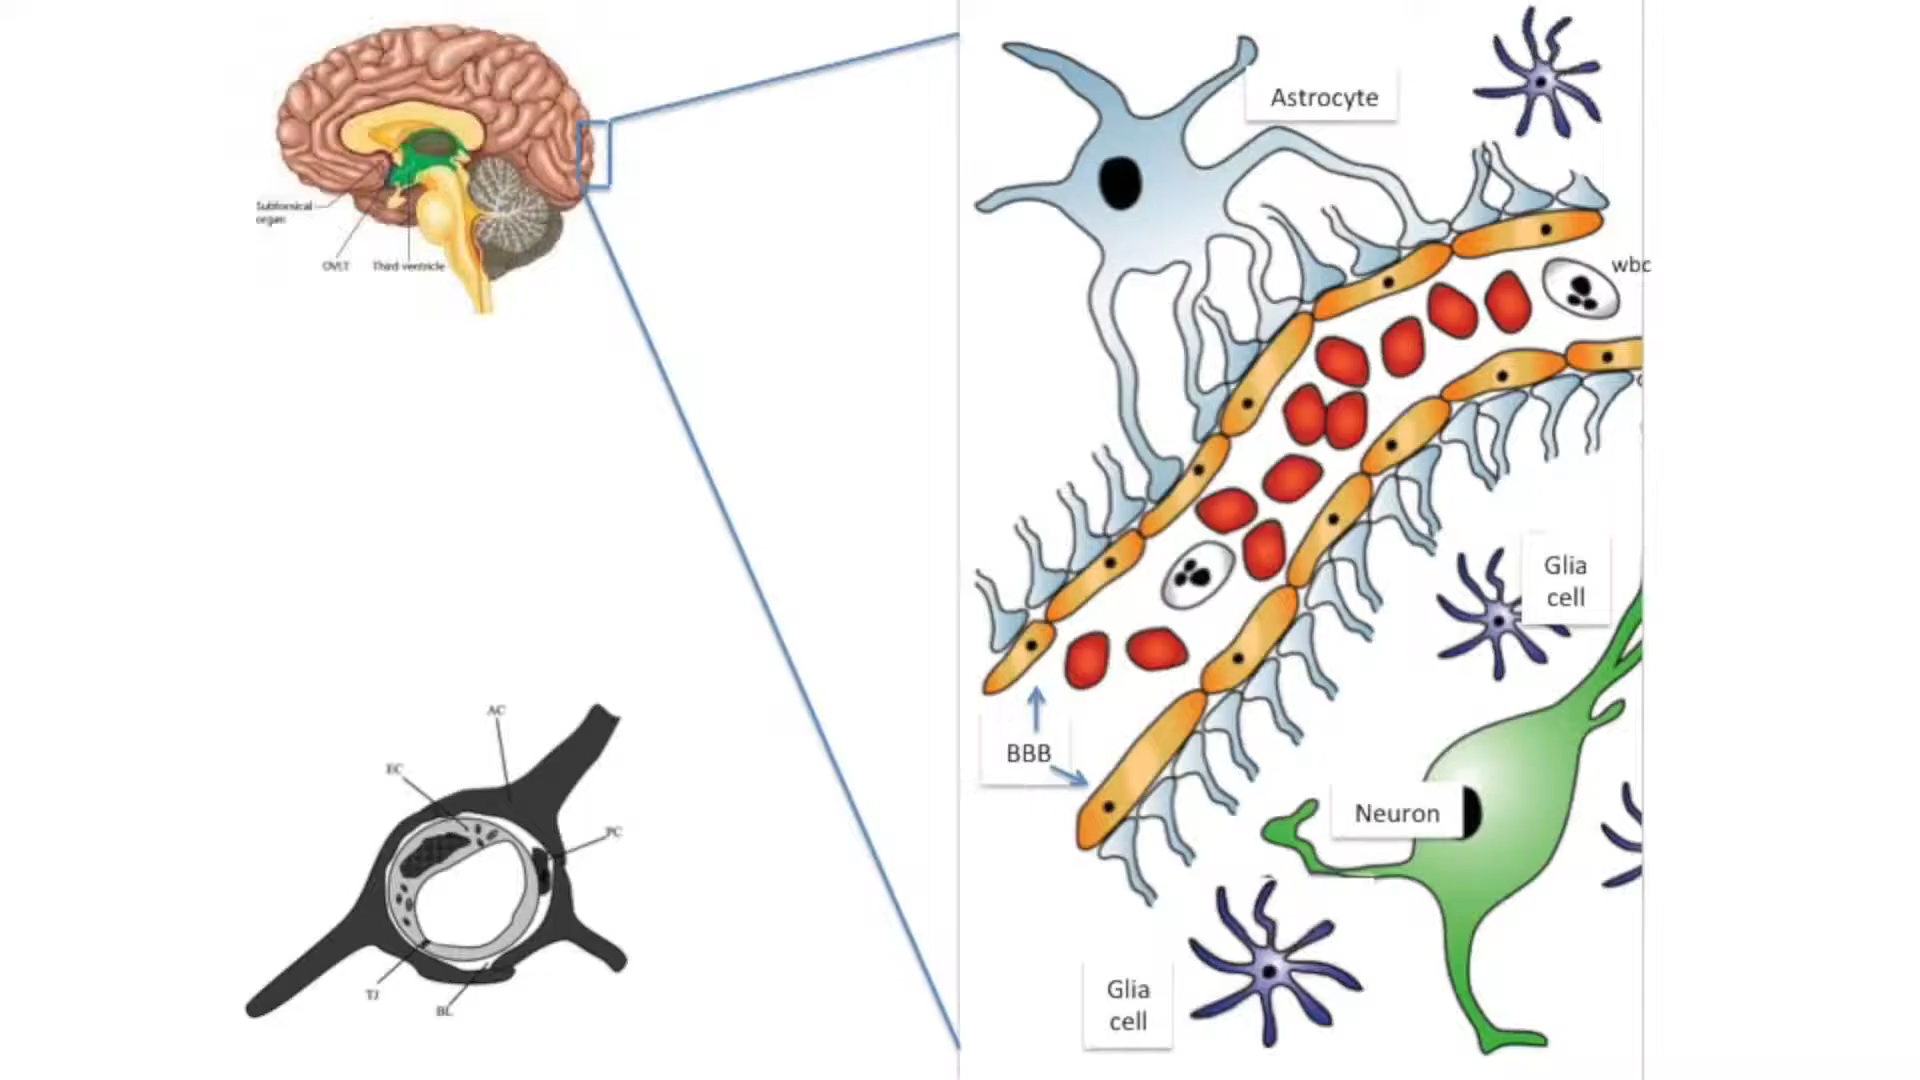 Subfornical
organ
OVLT
Third ventricle
Astrocyte
wbc
Glia
cell
BBB
Neuron
Glia
cell
AC
EC
PC
TJ
BL